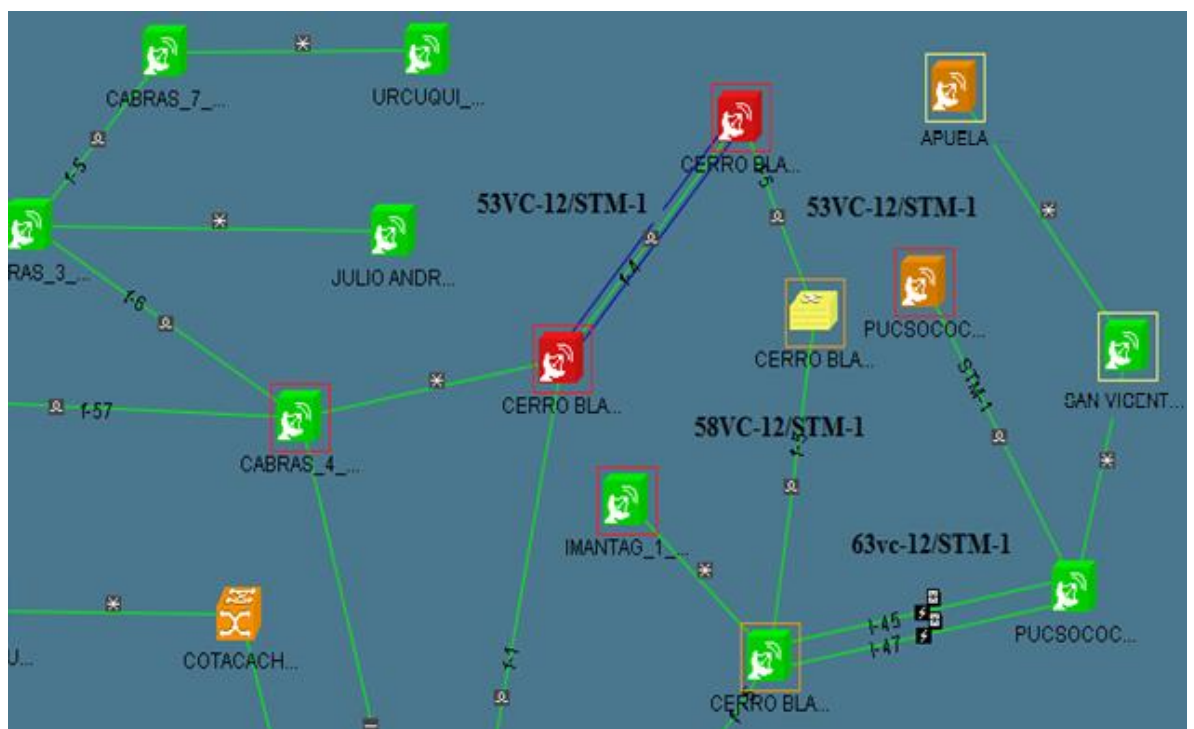 CABRAS_7_...
URCUQUI_...
CERRO BLA...
APUELA
f-5
53VC-12/STM-1
53VC-12/STM-1
RAS_3_...
JULIO ANDR...
f-4
f-6
PUCSOCOC...
CERRO BLA...
STM-1
SAN VICENT...
f-57
CERRO BLA...
58VC-12/STM-1
CABRAS_4_...
f-5
IMANTAG_1_...
63vc-12/STM-1
f-45
f-47
PUCSOCOC...
U...
COTACACH...
f-1
CERRO BLA...